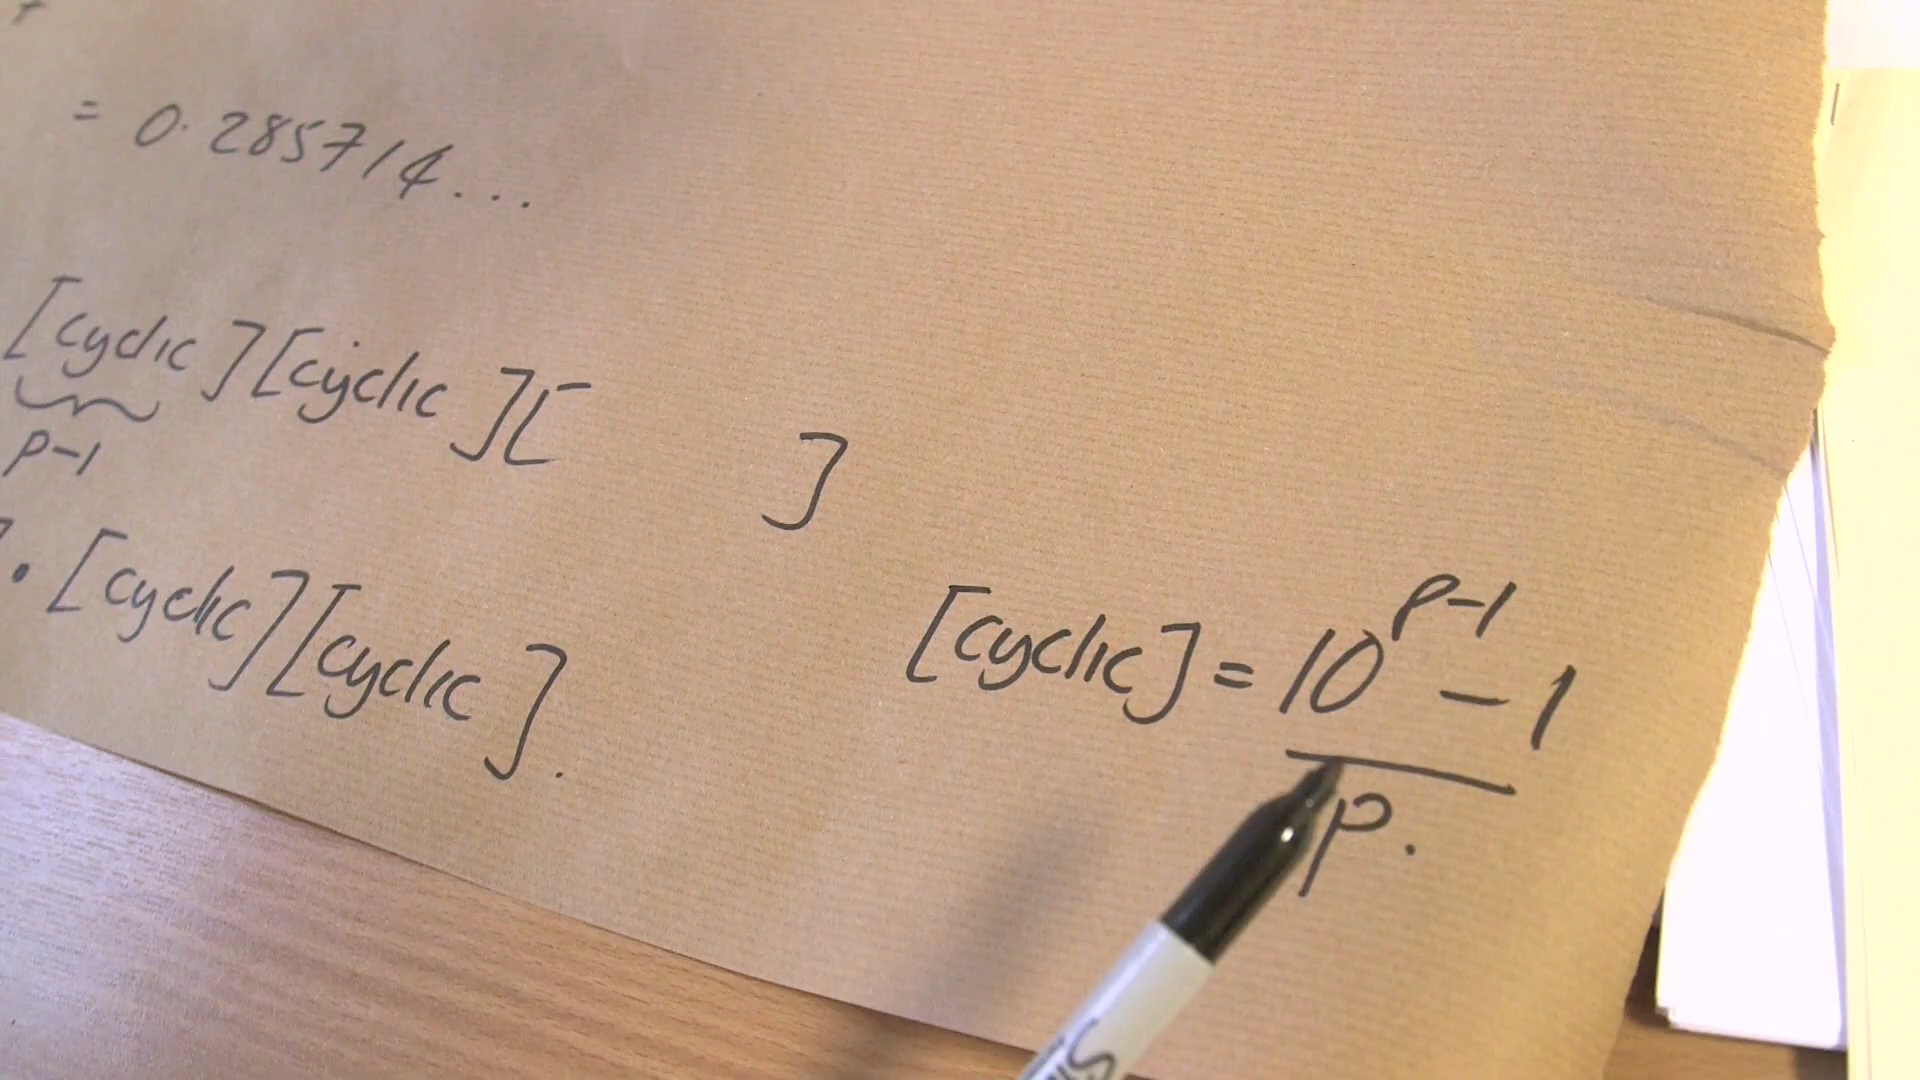 = 0.285714...
[cyclic][cyclic][ ]
p-1
. [cyclic][cyclic].
[cyclic] = 10^{p-1} - 1
p.